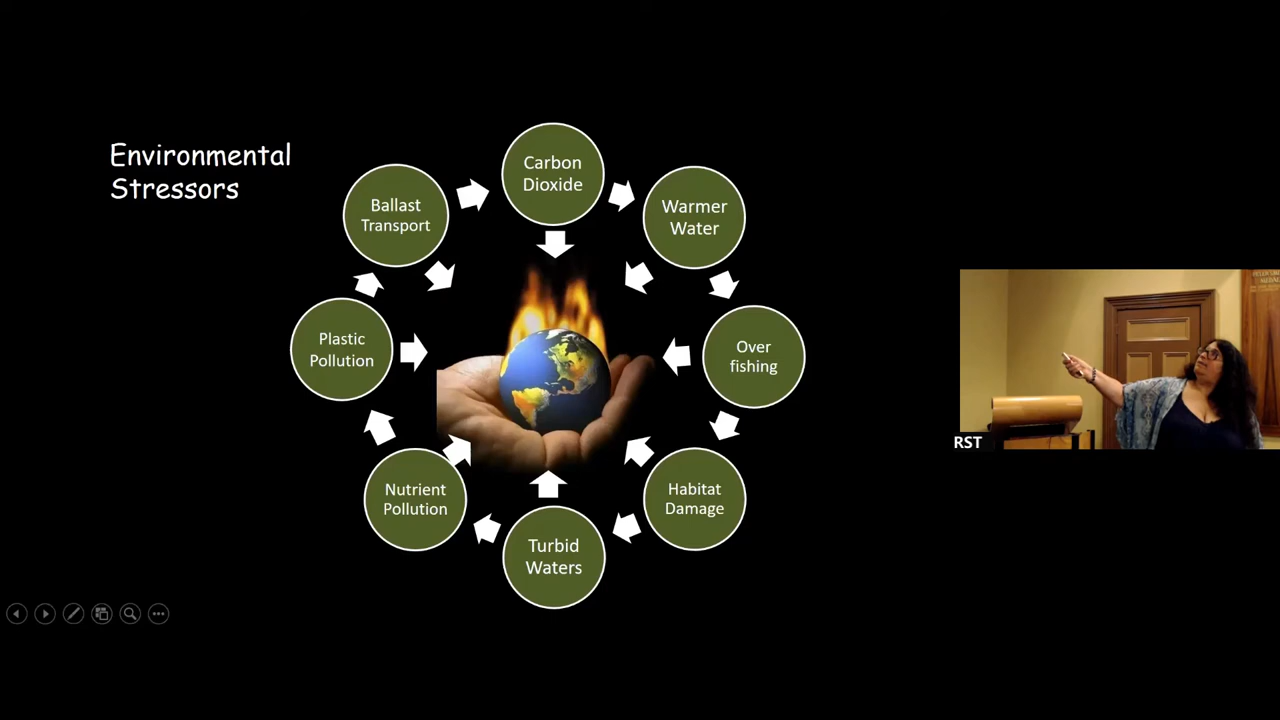 Environmental
Stressors
Carbon
Dioxide
Warmer
Water
Over
fishing
Habitat
Damage
Turbid
Waters
Nutrient
Pollution
Plastic
Pollution
Ballast
Transport
RST